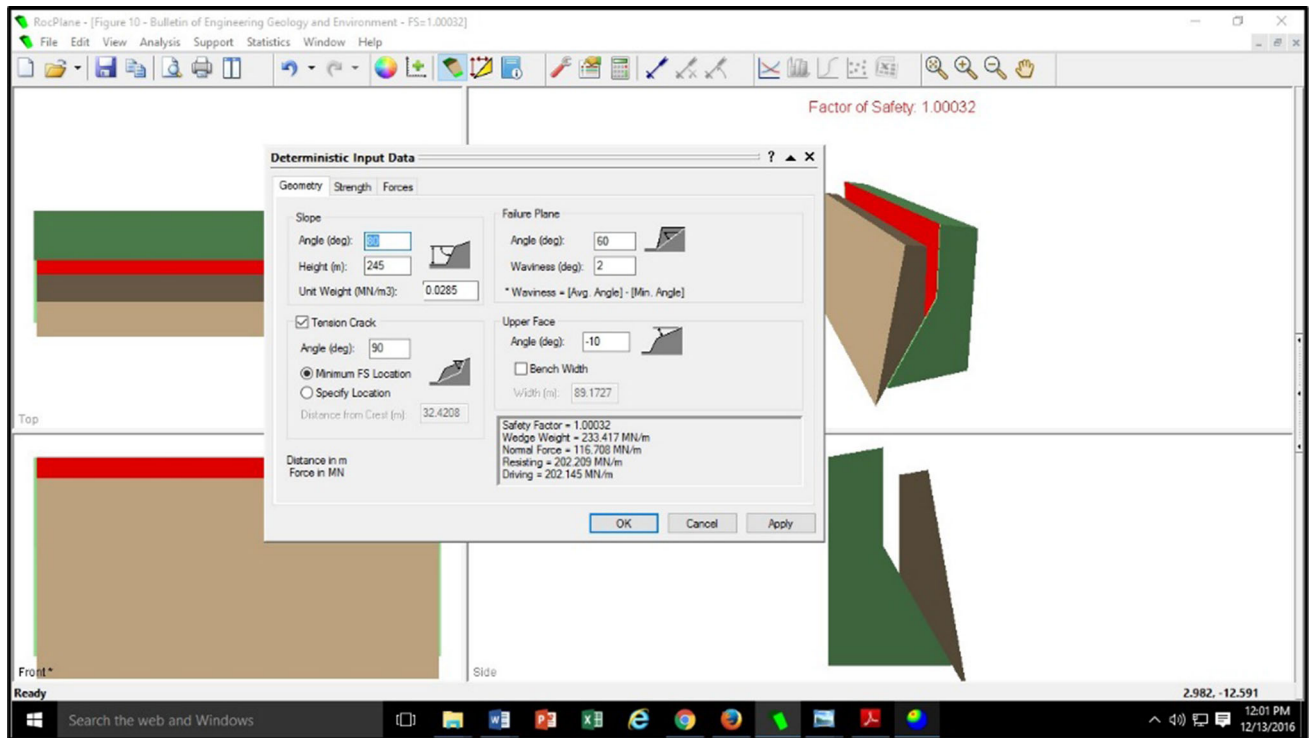 RocPlane - [Figure 10 - Bulletin of Engineering Geology and Environment - FS=1.00032]
File Edit View Analysis Support Statistics Window Help
Factor of Safety: 1.00032
Top
Deterministic Input Data
Geometry Strength Forces
Slope
Angle (deg):
Height (m): 245
Unit Weight (MN/m3): 0.0285
Failure Plane
Angle (deg): 60
Waviness (deg): 2
* Waviness = [Avg. Angle] - [Min. Angle]
Tension Crack
Angle (deg): 90
Minimum FS Location
Specify Location
Distance from Crest (m): 32.4208
Upper Face
Angle (deg): -10
Bench Width
Width (m): 89.1727
Distance in m
Force in MN
Safety Factor = 1.00032
Wedge Weight = 233.417 MN/m
Normal Force = 116.708 MN/m
Resisting = 202.209 MN/m
Driving = 202.145 MN/m
OK Cancel Apply
Front*
Side
Ready
2.982, -12.591
Search the web and Windows
12:01 PM
12/13/2016